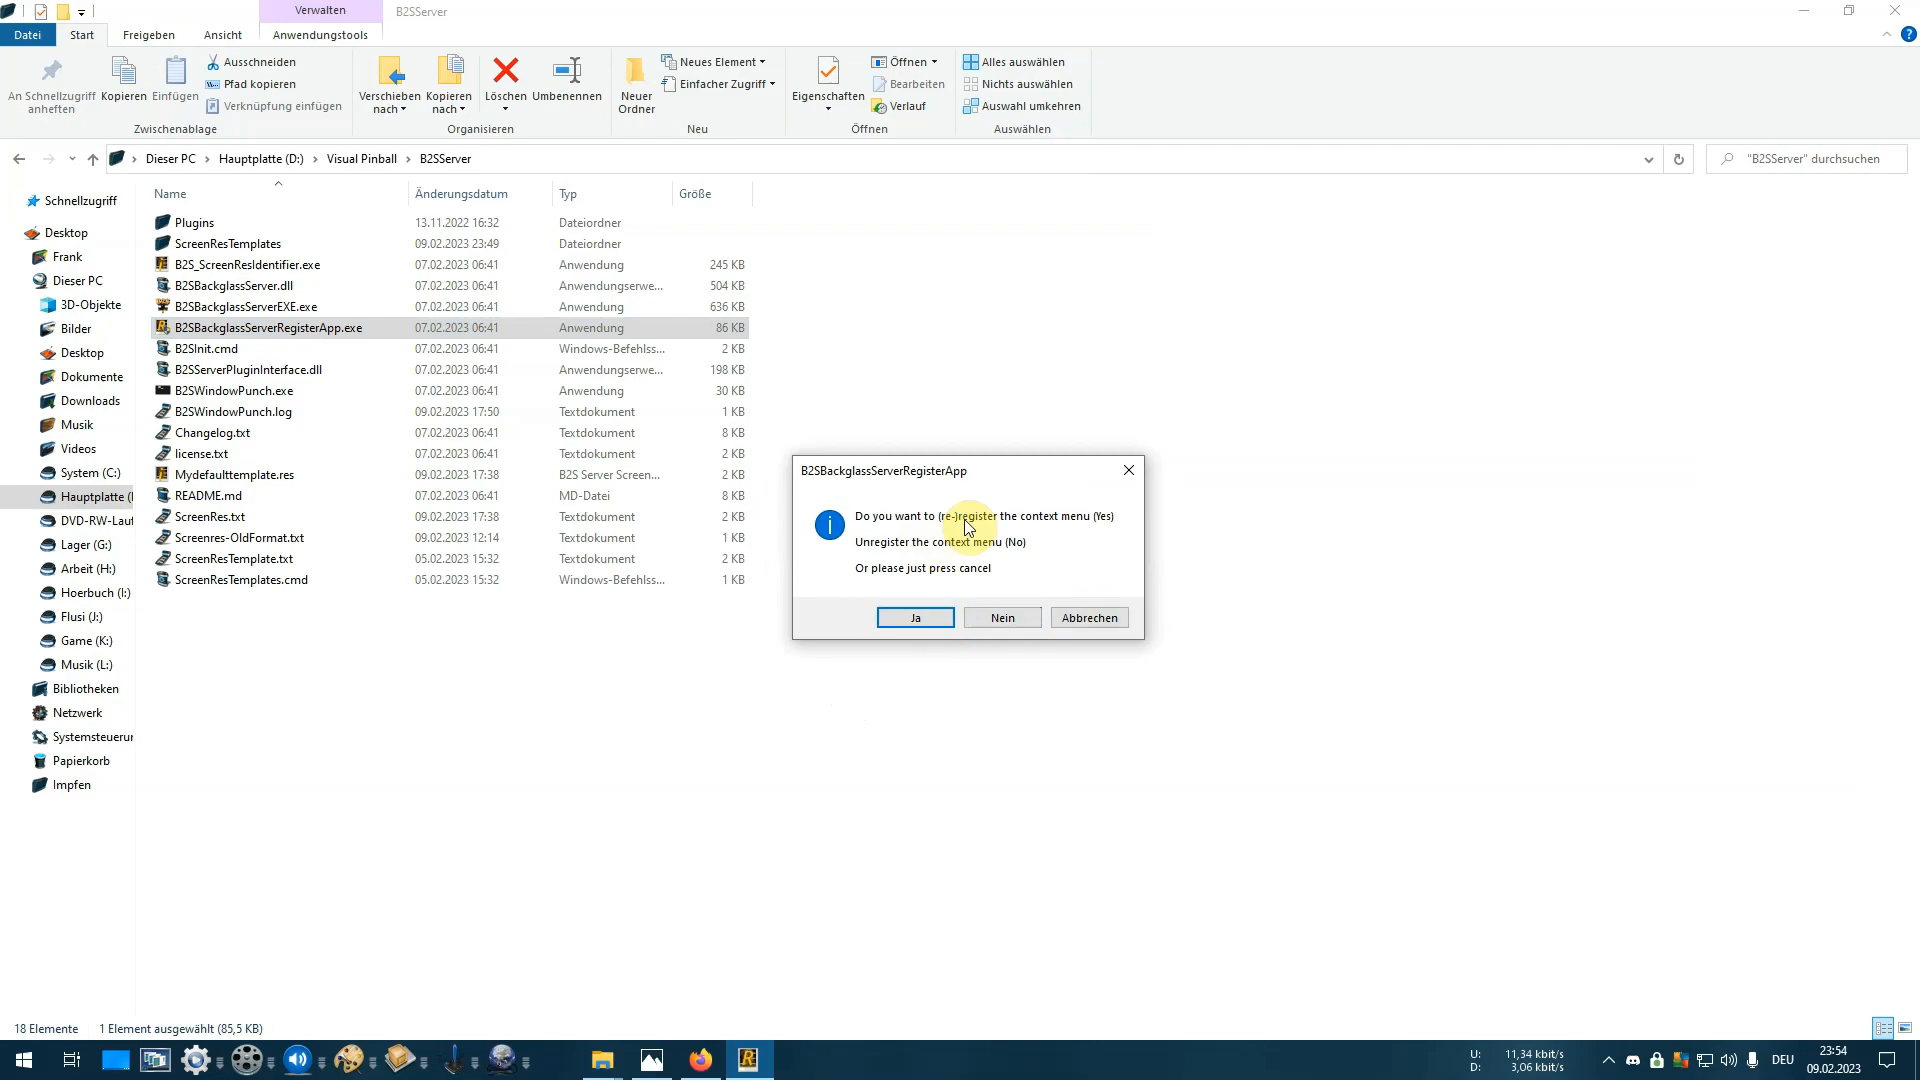 Verwalten
B2SServer
Datei
Start
Freigeben
Ansicht
Anwendungstools
An Schnellzugriff
anheften
Kopieren
Einfügen
Ausschneiden
Pfad kopieren
Verknüpfung einfügen
Zwischenablage
Verschieben
nach
Kopieren
nach
Löschen
Umbenennen
Organisieren
Neuer
Ordner
Neues Element
Einfacher Zugriff
Neu
Eigenschaften
Öffnen
Bearbeiten
Verlauf
Öffnen
Alles auswählen
Nichts auswählen
Auswahl umkehren
Auswählen
Dieser PC > Hauptplatte (D:) > Visual Pinball > B2SServer
"B2SServer" durchsuchen
Schnellzugriff
Desktop
Frank
Dieser PC
3D-Objekte
Bilder
Desktop
Dokumente
Downloads
Musik
Videos
System (C:)
Hauptplatte (
DVD-RW-Lauf
Lager (G:)
Arbeit (H:)
Hoerbuch (I:)
Flusi (J:)
Game (K:)
Musik (L:)
Bibliotheken
Netzwerk
Systemsteuerun
Papierkorb
Impfen
Name Änderungsdatum Typ Größe
Plugins 13.11.2022 16:32 Dateiordner
ScreenResTemplates 09.02.2023 23:49 Dateiordner
B2S_ScreenResIdentifier.exe 07.02.2023 06:41 Anwendung 245 KB
B2SBackglassServer.dll 07.02.2023 06:41 Anwendungserwe... 504 KB
B2SBackglassServerEXE.exe 07.02.2023 06:41 Anwendung 636 KB
B2SBackglassServerRegisterApp.exe 07.02.2023 06:41 Anwendung 86 KB
B2SInit.cmd 07.02.2023 06:41 Windows-Befehlss... 2 KB
B2SServerPluginInterface.dll 07.02.2023 06:41 Anwendungserwe... 198 KB
B2SWindowPunch.exe 07.02.2023 06:41 Anwendung 30 KB
B2SWindowPunch.log 09.02.2023 17:50 Textdokument 1 KB
Changelog.txt 07.02.2023 06:41 Textdokument 8 KB
license.txt 07.02.2023 06:41 Textdokument 2 KB
Mydefaulttemplate.res 09.02.2023 17:38 B2S Server Screen... 2 KB
README.md 07.02.2023 06:41 MD-Datei 8 KB
ScreenRes.txt 09.02.2023 17:38 Textdokument 2 KB
Screenres-OldFormat.txt 09.02.2023 12:14 Textdokument 1 KB
ScreenResTemplate.txt 05.02.2023 15:32 Textdokument 2 KB
ScreenResTemplates.cmd 05.02.2023 15:32 Windows-Befehlss... 1 KB
B2SBackglassServerRegisterApp
Do you want to (re-)register the context menu (Yes)
Unregister the context menu (No)
Or please just press cancel
Ja
Nein
Abbrechen
18 Elemente 1 Element ausgewählt (85,5 KB)
U: 11,34 kbit/s
D: 3,06 kbit/s
DEU
23:54
09.02.2023